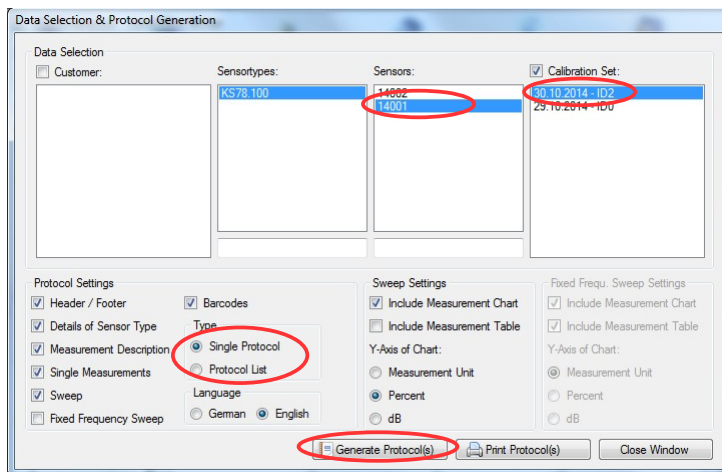 Data Selection & Protocol Generation
Data Selection
Customer:
Sensortypes:
Sensors:
Calibration Set:
KS78.100
14002
14001
30.10.2014 - ID2
29.10.2014 - ID0
Protocol Settings
Header / Footer
Details of Sensor Type
Measurement Description
Single Measurements
Sweep
Fixed Frequency Sweep
Barcodes
Type
Single Protocol
Protocol List
Language
German
English
Sweep Settings
Include Measurement Chart
Include Measurement Table
Y-Axis of Chart:
Measurement Unit
Percent
dB
Fixed Frequ. Sweep Settings
Include Measurement Chart
Include Measurement Table
Y-Axis of Chart:
Measurement Unit
Percent
dB
Generate Protocol(s)
Print Protocol(s)
Close Window